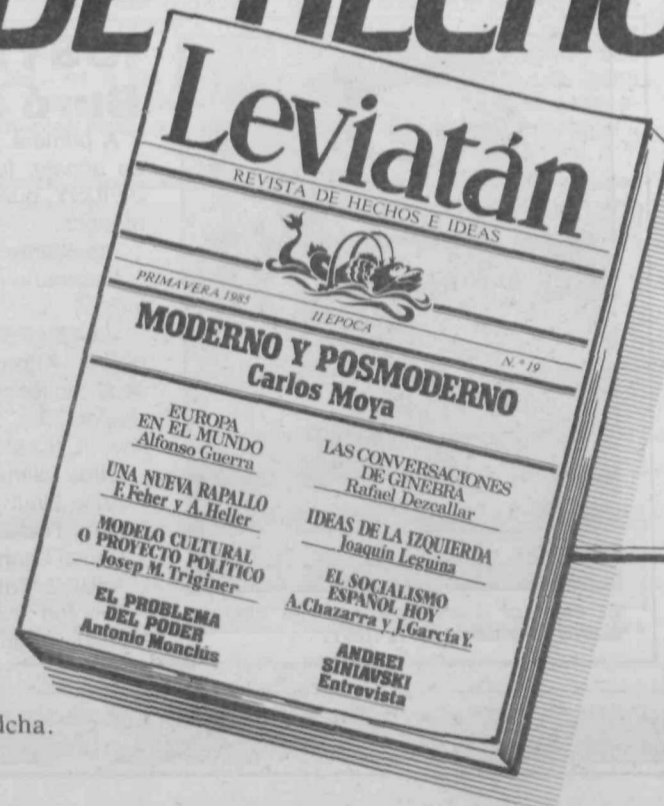 DE HECHO
Leviatán
REVISTA DE HECHOS E IDEAS
PRIMAVERA 1985
II EPOCA
N.º 19
MODERNO Y POSMODERNO
Carlos Moya
EUROPA
EN EL MUNDO
Alfonso Guerra
UNA NUEVA RAPALLO
F. Feher y A. Heller
MODELO CULTURAL
O PROYECTO POLÍTICO
Josep M. Triginer
EL PROBLEMA
DEL PODER
Antonio Monclús
LAS CONVERSACIONES
DE GINEBRA
Rafael Dezcallar
IDEAS DE LA IZQUIERDA
Joaquín Leguina
EL SOCIALISMO
ESPAÑOL HOY
A. Chazarra y J. García Y.
ANDREI
SINIAVSKI
Entrevista
lcha.